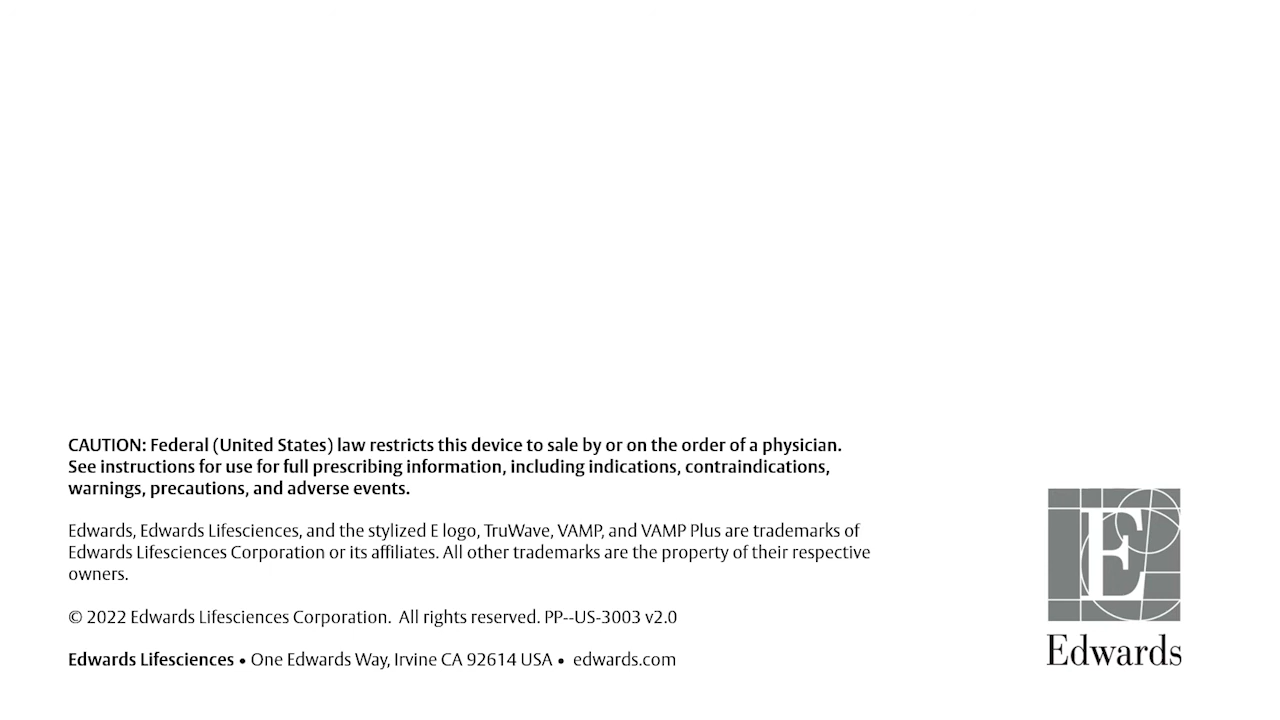 CAUTION: Federal (United States) law restricts this device to sale by or on the order of a physician.
See instructions for use for full prescribing information, including indications, contraindications,
warnings, precautions, and adverse events.
Edwards, Edwards Lifesciences, and the stylized E logo, TruWave, VAMP, and VAMP Plus are trademarks of
Edwards Lifesciences Corporation or its affiliates. All other trademarks are the property of their respective
owners.
© 2022 Edwards Lifesciences Corporation.  All rights reserved. PP--US-3003 v2.0
Edwards Lifesciences • One Edwards Way, Irvine CA 92614 USA •  edwards.com
E
Edwards